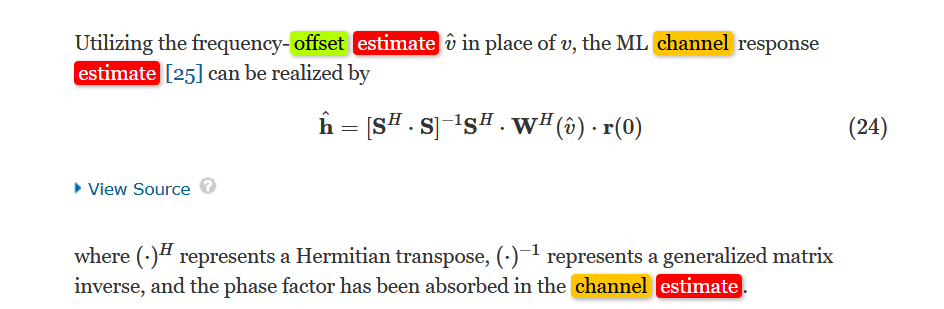 Utilizing the frequency-offset estimate v̂ in place of v, the ML channel response
estimate [25] can be realized by
ĥ = [S^H · S]^−1 S^H · W^H(v̂) · r(0) (24)
View Source ?
where (·)^H represents a Hermitian transpose, (·)^−1 represents a generalized matrix
inverse, and the phase factor has been absorbed in the channel estimate.